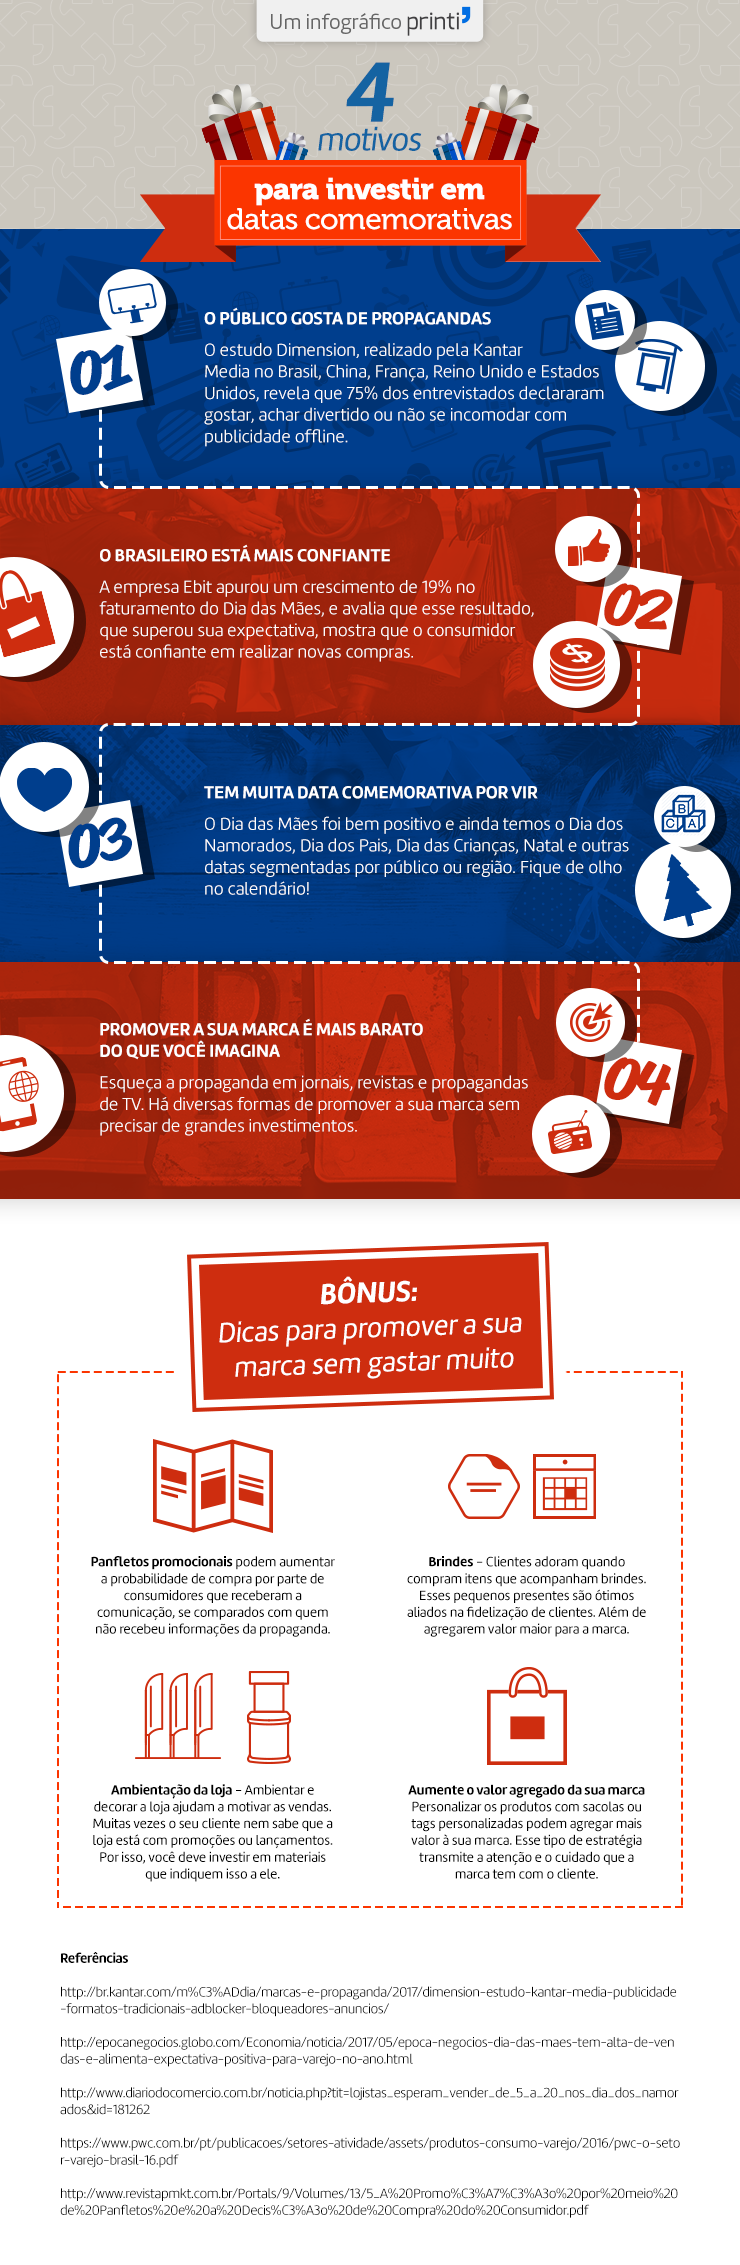 Um infográfico printi
4
motivos
para investir em
datas comemorativas
01
O PÚBLICO GOSTA DE PROPAGANDAS
O estudo Dimension, realizado pela Kantar
Media no Brasil, China, França, Reino Unido e Estados
Unidos, revela que 75% dos entrevistados declararam
gostar, achar divertido ou não se incomodar com
publicidade offline.
02
O BRASILEIRO ESTÁ MAIS CONFIANTE
A empresa Ebit apurou um crescimento de 19% no
faturamento do Dia das Mães, e avalia que esse resultado,
que superou sua expectativa, mostra que o consumidor
está confiante em realizar novas compras.
$
03
TEM MUITA DATA COMEMORATIVA POR VIR
O Dia das Mães foi bem positivo e ainda temos o Dia dos
Namorados, Dia dos Pais, Dia das Crianças, Natal e outras
datas segmentadas por público ou região. Fique de olho
no calendário!
B
C A
BRAND
04
PROMOVER A SUA MARCA É MAIS BARATO
DO QUE VOCÊ IMAGINA
Esqueça a propaganda em jornais, revistas e propagandas
de TV. Há diversas formas de promover a sua marca sem
precisar de grandes investimentos.
BÔNUS:
Dicas para promover a sua
marca sem gastar muito
Panfletos promocionais podem aumentar
a probabilidade de compra por parte de
consumidores que receberam a
comunicação, se comparados com quem
não recebeu informações da propaganda.
Brindes - Clientes adoram quando
compram itens que acompanham brindes.
Esses pequenos presentes são ótimos
aliados na fidelização de clientes. Além de
agregarem valor maior para a marca.
Ambientação da loja - Ambientar e
decorar a loja ajudam a motivar as vendas.
Muitas vezes o seu cliente nem sabe que a
loja está com promoções ou lançamentos.
Por isso, você deve investir em materiais
que indiquem isso a ele.
Aumente o valor agregado da sua marca
Personalizar os produtos com sacolas ou
tags personalizadas podem agregar mais
valor à sua marca. Esse tipo de estratégia
transmite a atenção e o cuidado que a
marca tem com o cliente.
Referências
http://br.kantar.com/m%C3%ADdia/marcas-e-propaganda/2017/dimension-estudo-kantar-media-publicidade
-formatos-tradicionais-adblocker-bloqueadores-anuncios/
http://epocanegocios.globo.com/Economia/noticia/2017/05/epoca-negocios-dia-das-maes-tem-alta-de-ven
das-e-alimenta-expectativa-positiva-para-varejo-no-ano.html
http://www.diariodocomercio.com.br/noticia.php?tit=lojistas_esperam_vender_de_5_a_20_nos_dia_dos_namor
ados&id=181262
https://www.pwc.com.br/pt/publicacoes/setores-atividade/assets/produtos-consumo-varejo/2016/pwc-o-seto
r-varejo-brasil-16.pdf
http://www.revistapmkt.com.br/Portals/9/Volumes/13/5_A%20Promo%C3%A7%C3%A3o%20por%20meio%20
de%20Panfletos%20e%20a%20Decis%C3%A3o%20de%20Compra%20do%20Consumidor.pdf